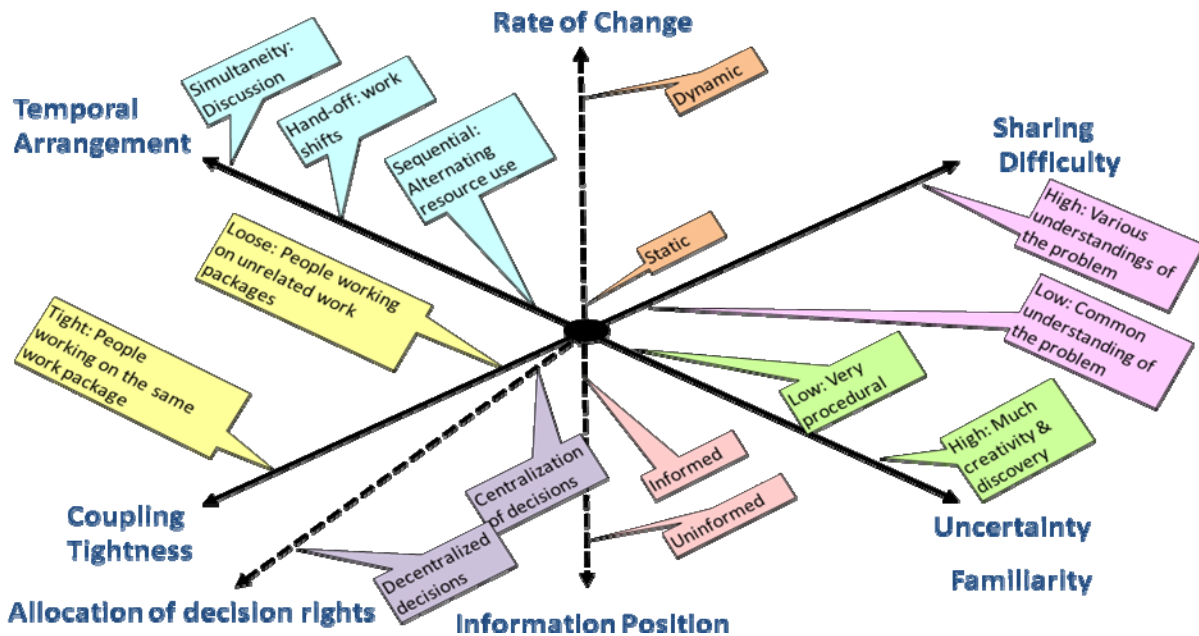 Rate of Change
Simultaneity:
Discussion
Dynamic
Temporal
Arrangement
Hand-off: work
shifts
Sharing
Difficulty
Sequential:
Alternating
resource use
High: Various
understandings of
the problem
Loose: People working
on unrelated work
packages
Static
Low: Common
understanding of
the problem
Tight: People
working on the same
work package
Low: Very
procedural
High: Much
creativity &
discovery
Centralization
of decisions
Informed
Uninformed
Coupling
Tightness
Decentralized
decisions
Uncertainty
Familiarity
Allocation of decision rights
Information Position